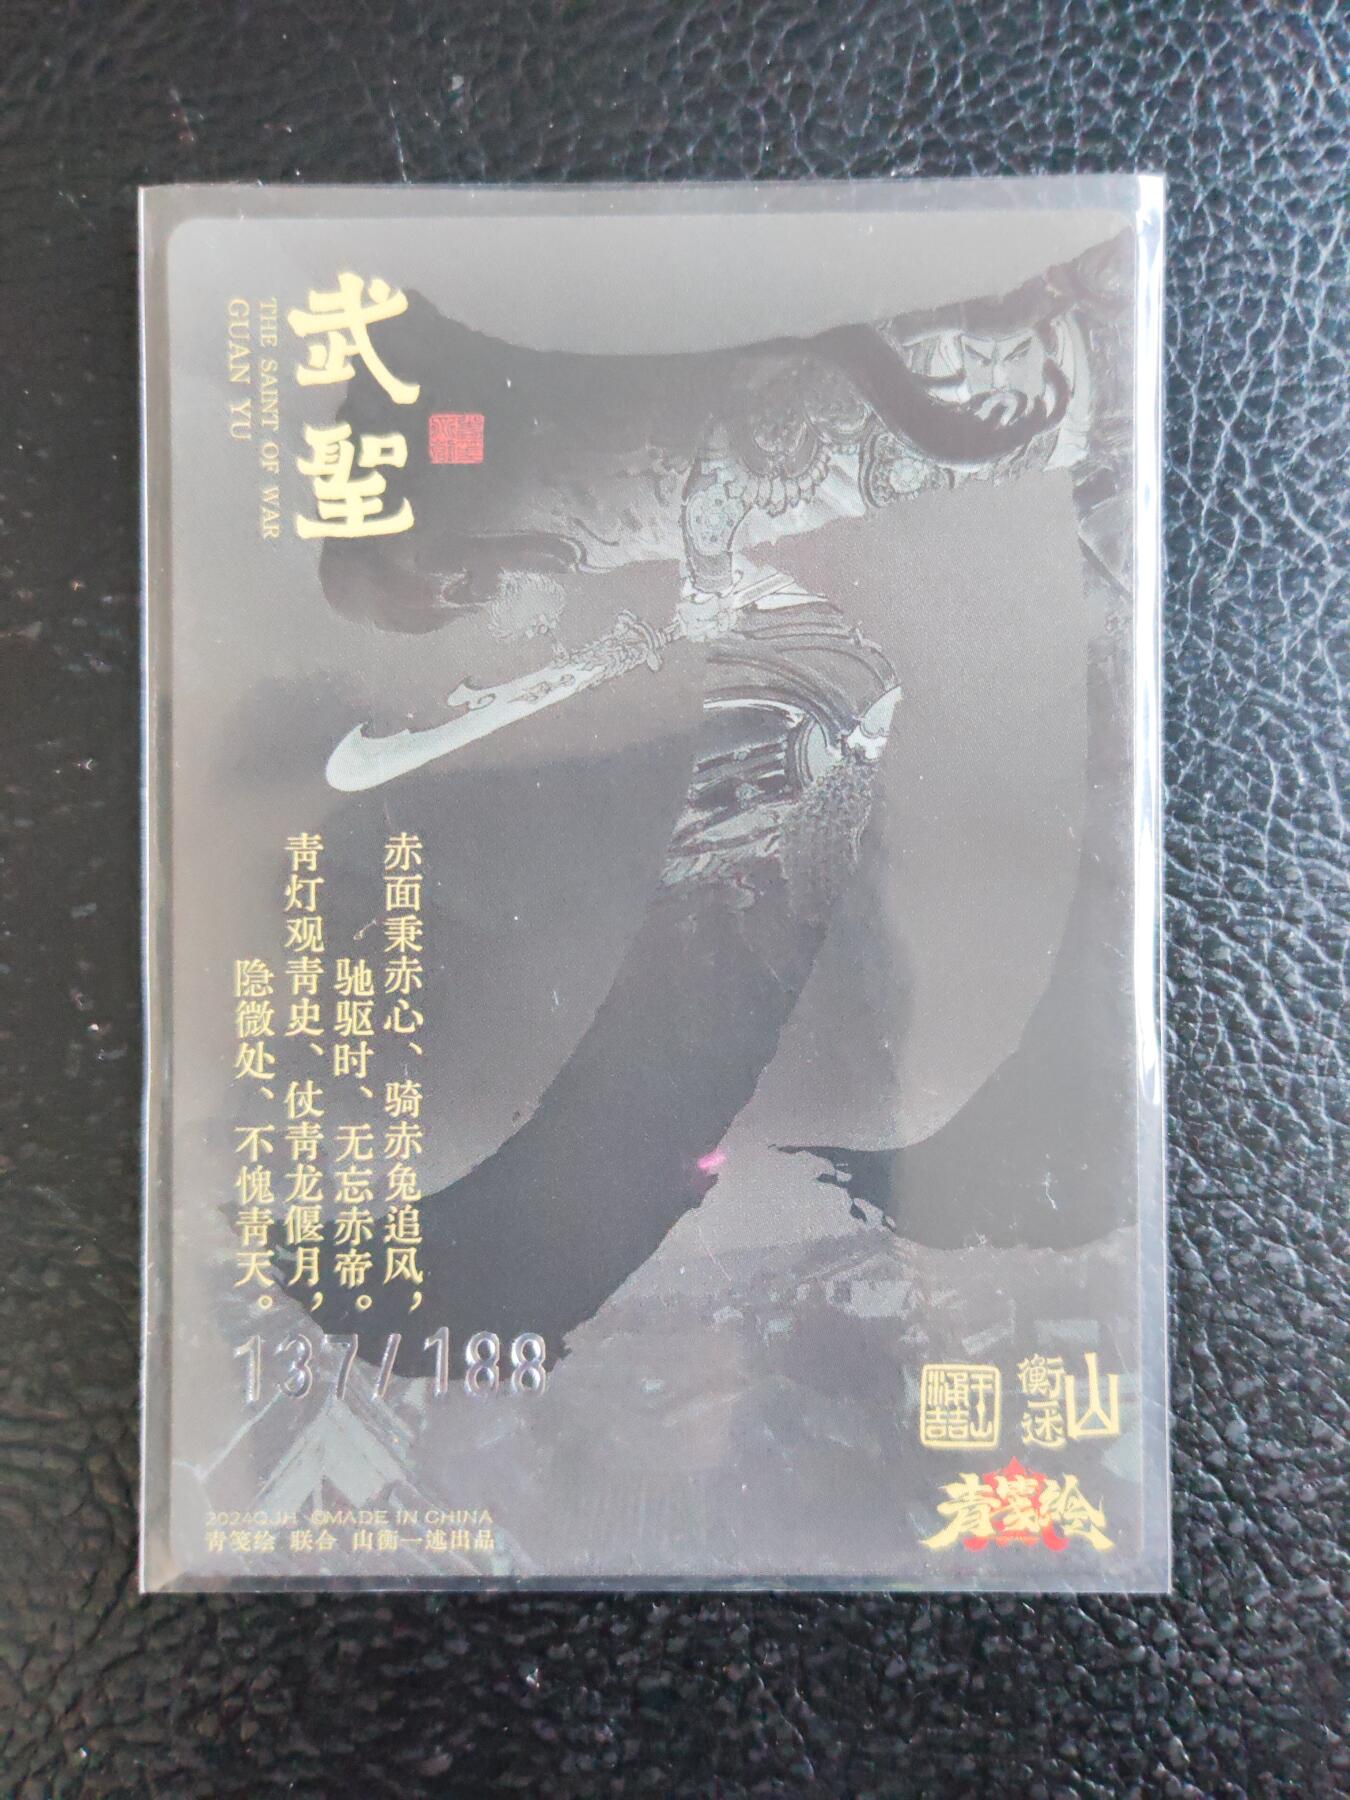 武聖
THE SAINT OF WAR
GUAN YU
赤面秉赤心、骑赤兔追风，
驰驱时、无忘赤帝。
青灯观青史、仗青龙偃月，
隐微处、不愧青天。
137/188
山
衡一述
青笺绘
2024QJH ©MADE IN CHINA
青笺绘 联合 山衡一述出品